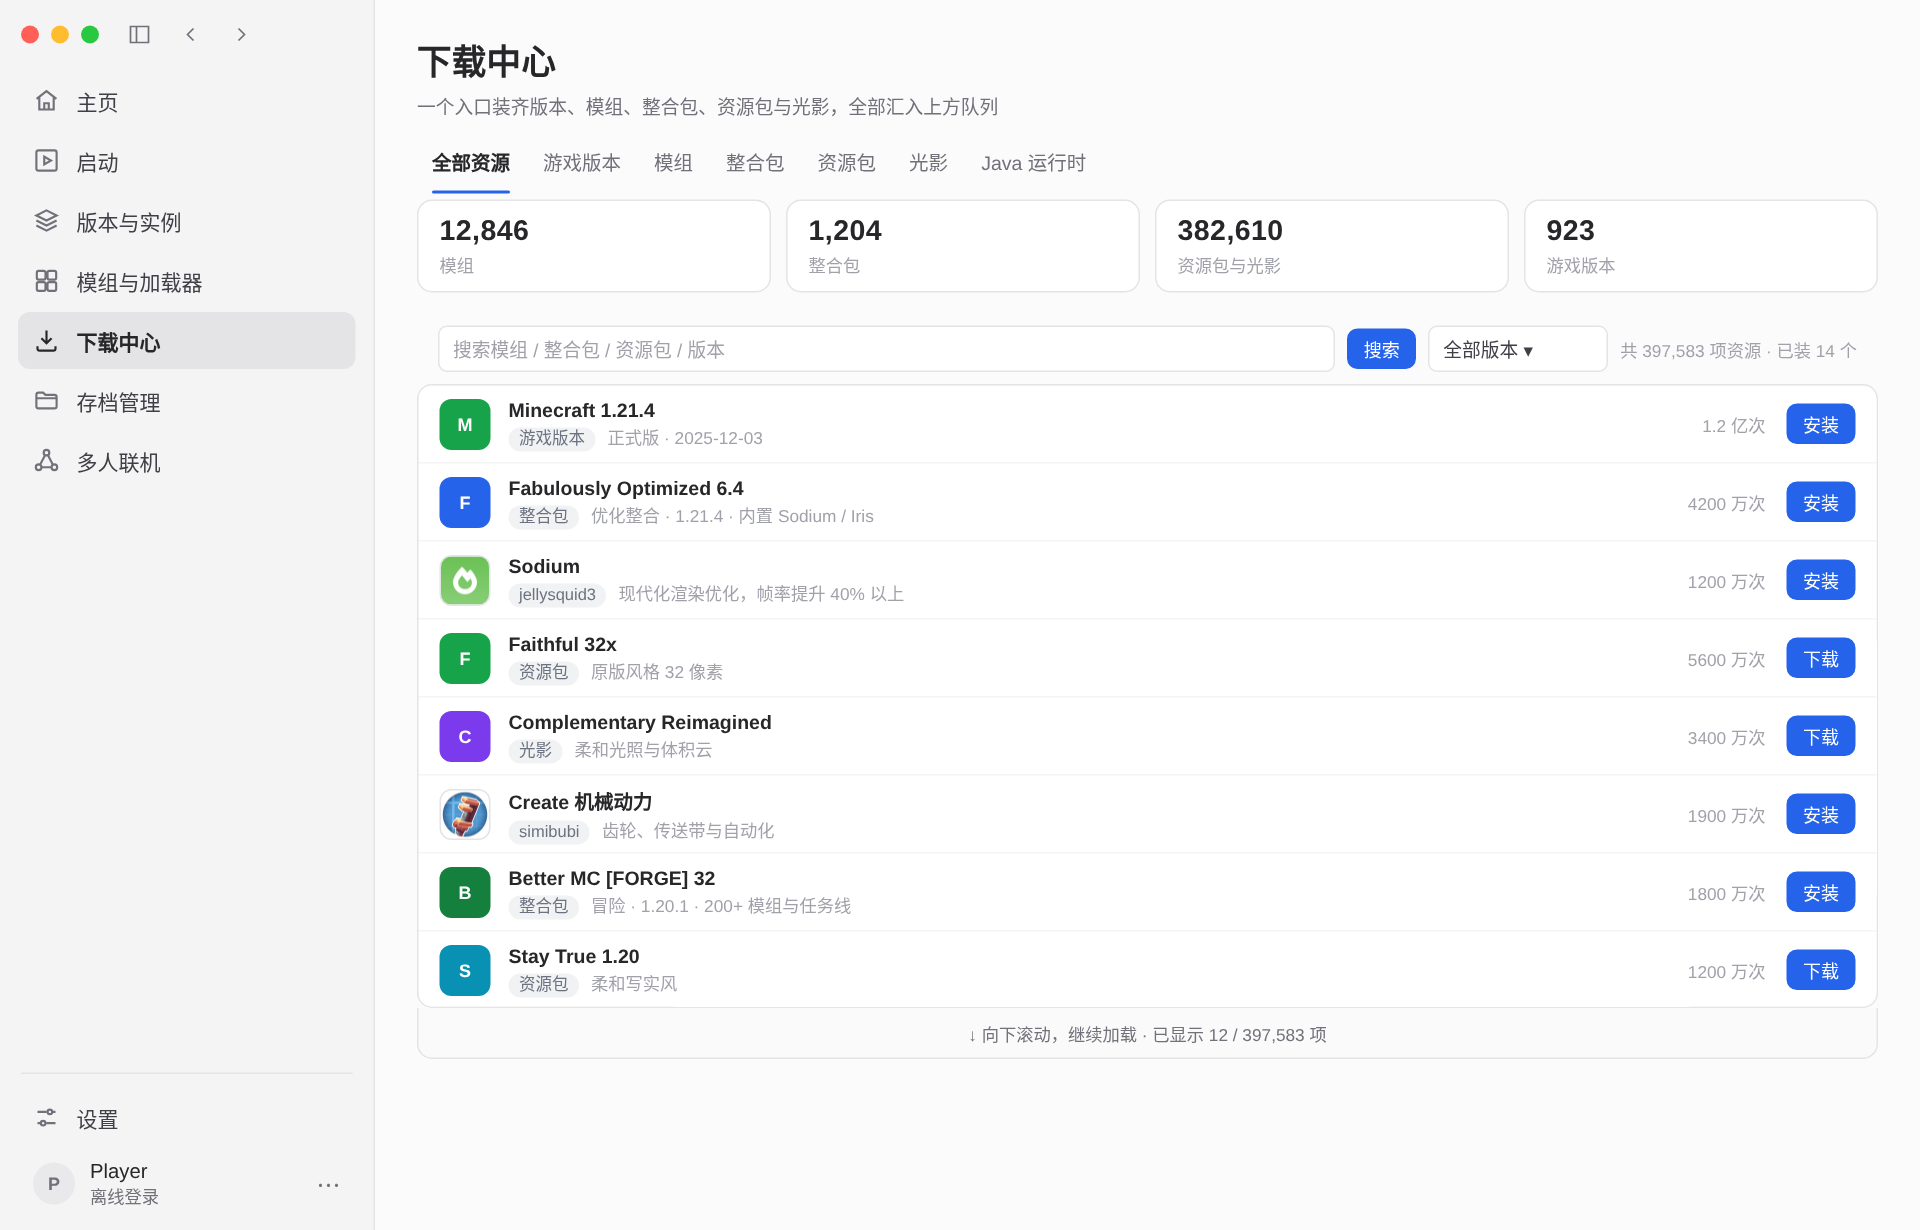 主页
启动
版本与实例
模组与加载器
下载中心
存档管理
多人联机
设置
P
Player
离线登录
···
下载中心
一个入口装齐版本、模组、整合包、资源包与光影，全部汇入上方队列
全部资源 游戏版本 模组 整合包 资源包 光影 Java 运行时
12,846
模组
1,204
整合包
382,610
资源包与光影
923
游戏版本
搜索模组 / 整合包 / 资源包 / 版本 搜索 全部版本 ▾ 共 397,583 项资源 · 已装 14 个
M
Minecraft 1.21.4
游戏版本 正式版 · 2025-12-03
1.2 亿次 安装
F
Fabulously Optimized 6.4
整合包 优化整合 · 1.21.4 · 内置 Sodium / Iris
4200 万次 安装
Sodium
jellysquid3 现代化渲染优化，帧率提升 40% 以上
1200 万次 安装
F
Faithful 32x
资源包 原版风格 32 像素
5600 万次 下载
C
Complementary Reimagined
光影 柔和光照与体积云
3400 万次 下载
Create 机械动力
simibubi 齿轮、传送带与自动化
1900 万次 安装
B
Better MC [FORGE] 32
整合包 冒险 · 1.20.1 · 200+ 模组与任务线
1800 万次 安装
S
Stay True 1.20
资源包 柔和写实风
1200 万次 下载
↓ 向下滚动，继续加载 · 已显示 12 / 397,583 项